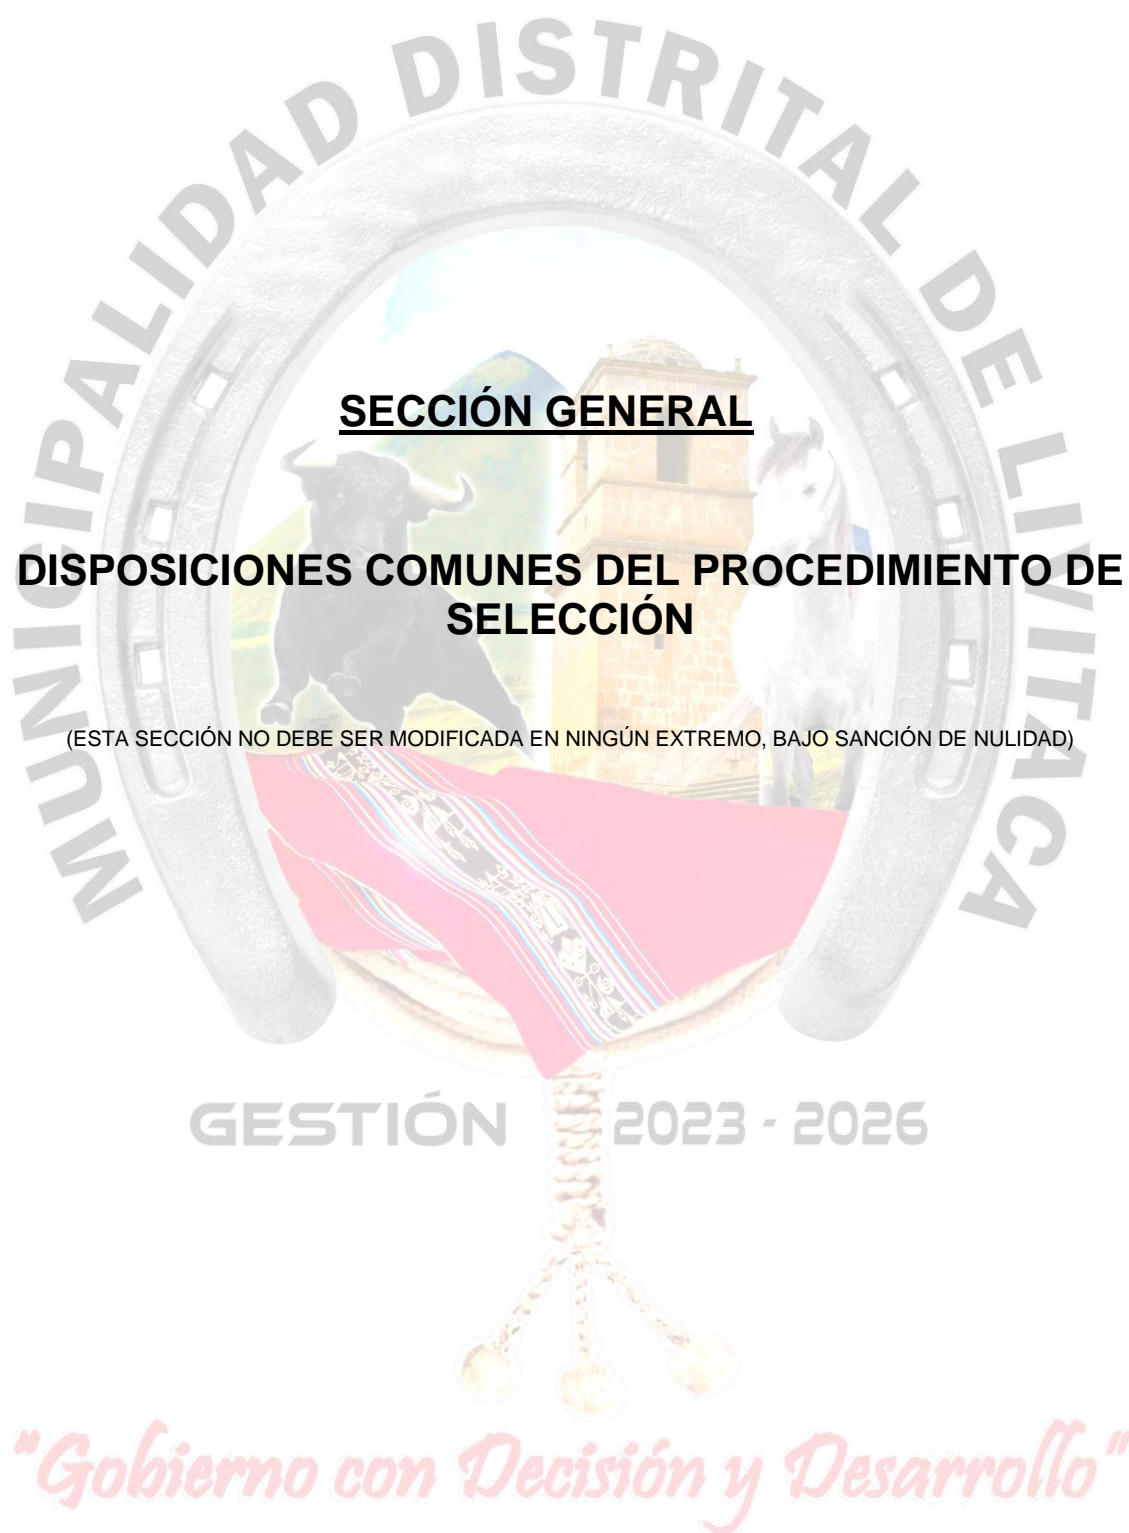 MUNICIPALIDAD DISTRITAL DE LIVITACA
SECCIÓN GENERAL
DISPOSICIONES COMUNES DEL PROCEDIMIENTO DE
SELECCIÓN
(ESTA SECCIÓN NO DEBE SER MODIFICADA EN NINGÚN EXTREMO, BAJO SANCIÓN DE NULIDAD)
GESTIÓN 2023 - 2026
"Gobierno con Decisión y Desarrollo"